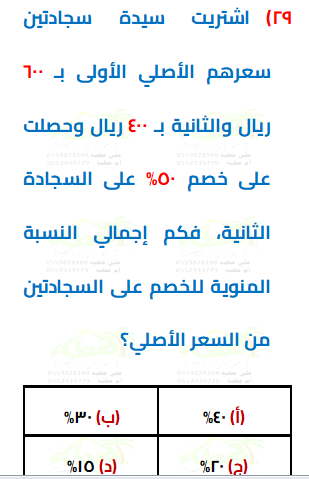 ٢٩) اشتريت سيدة سجادتين
سعرهم الأصلي الأولى بـ ٦٠٠
ريال والثانية بـ ٤٠٠ ريال وحصلت
على خصم ٥٠% على السجادة
الثانية، فكم إجمالي النسبة
المئوية للخصم على السجادتين
من السعر الأصلي؟
(أ) ٤٠% (ب) ٣٠%
(ج) ٢٠% (د) ١٥%